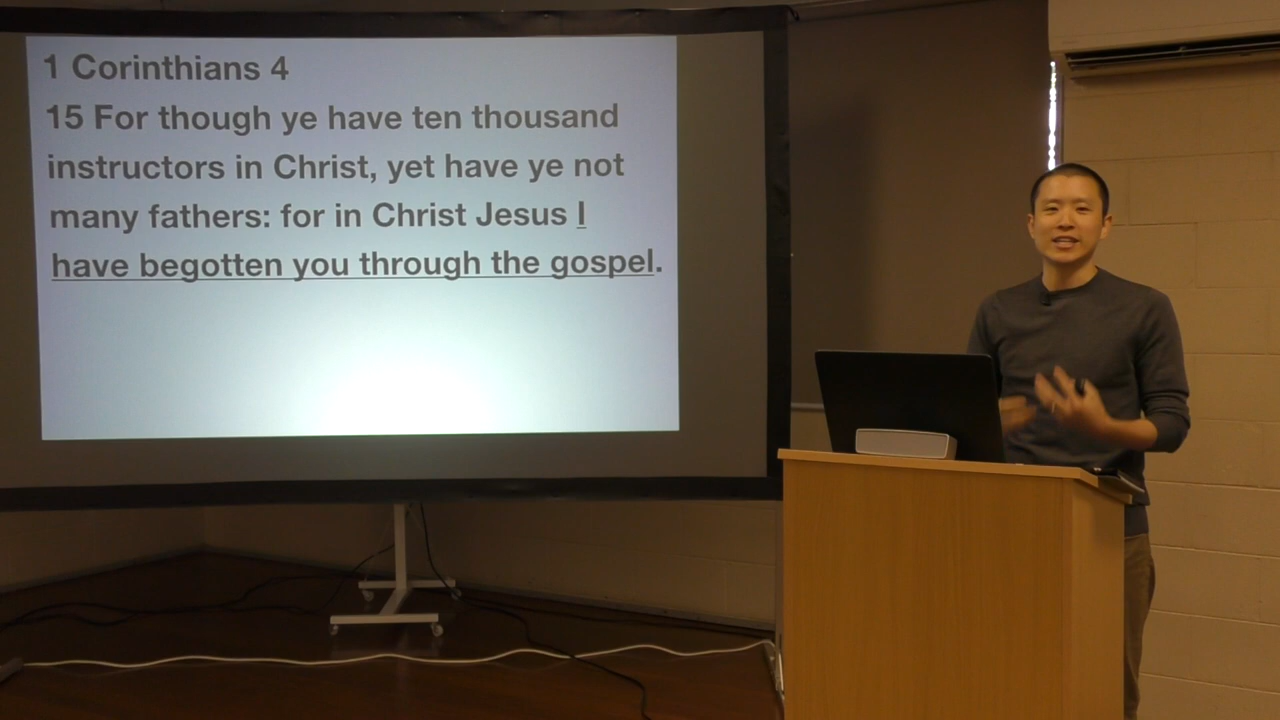 1 Corinthians 4
15 For though ye have ten thousand
instructors in Christ, yet have ye not
many fathers: for in Christ Jesus I
have begotten you through the gospel.